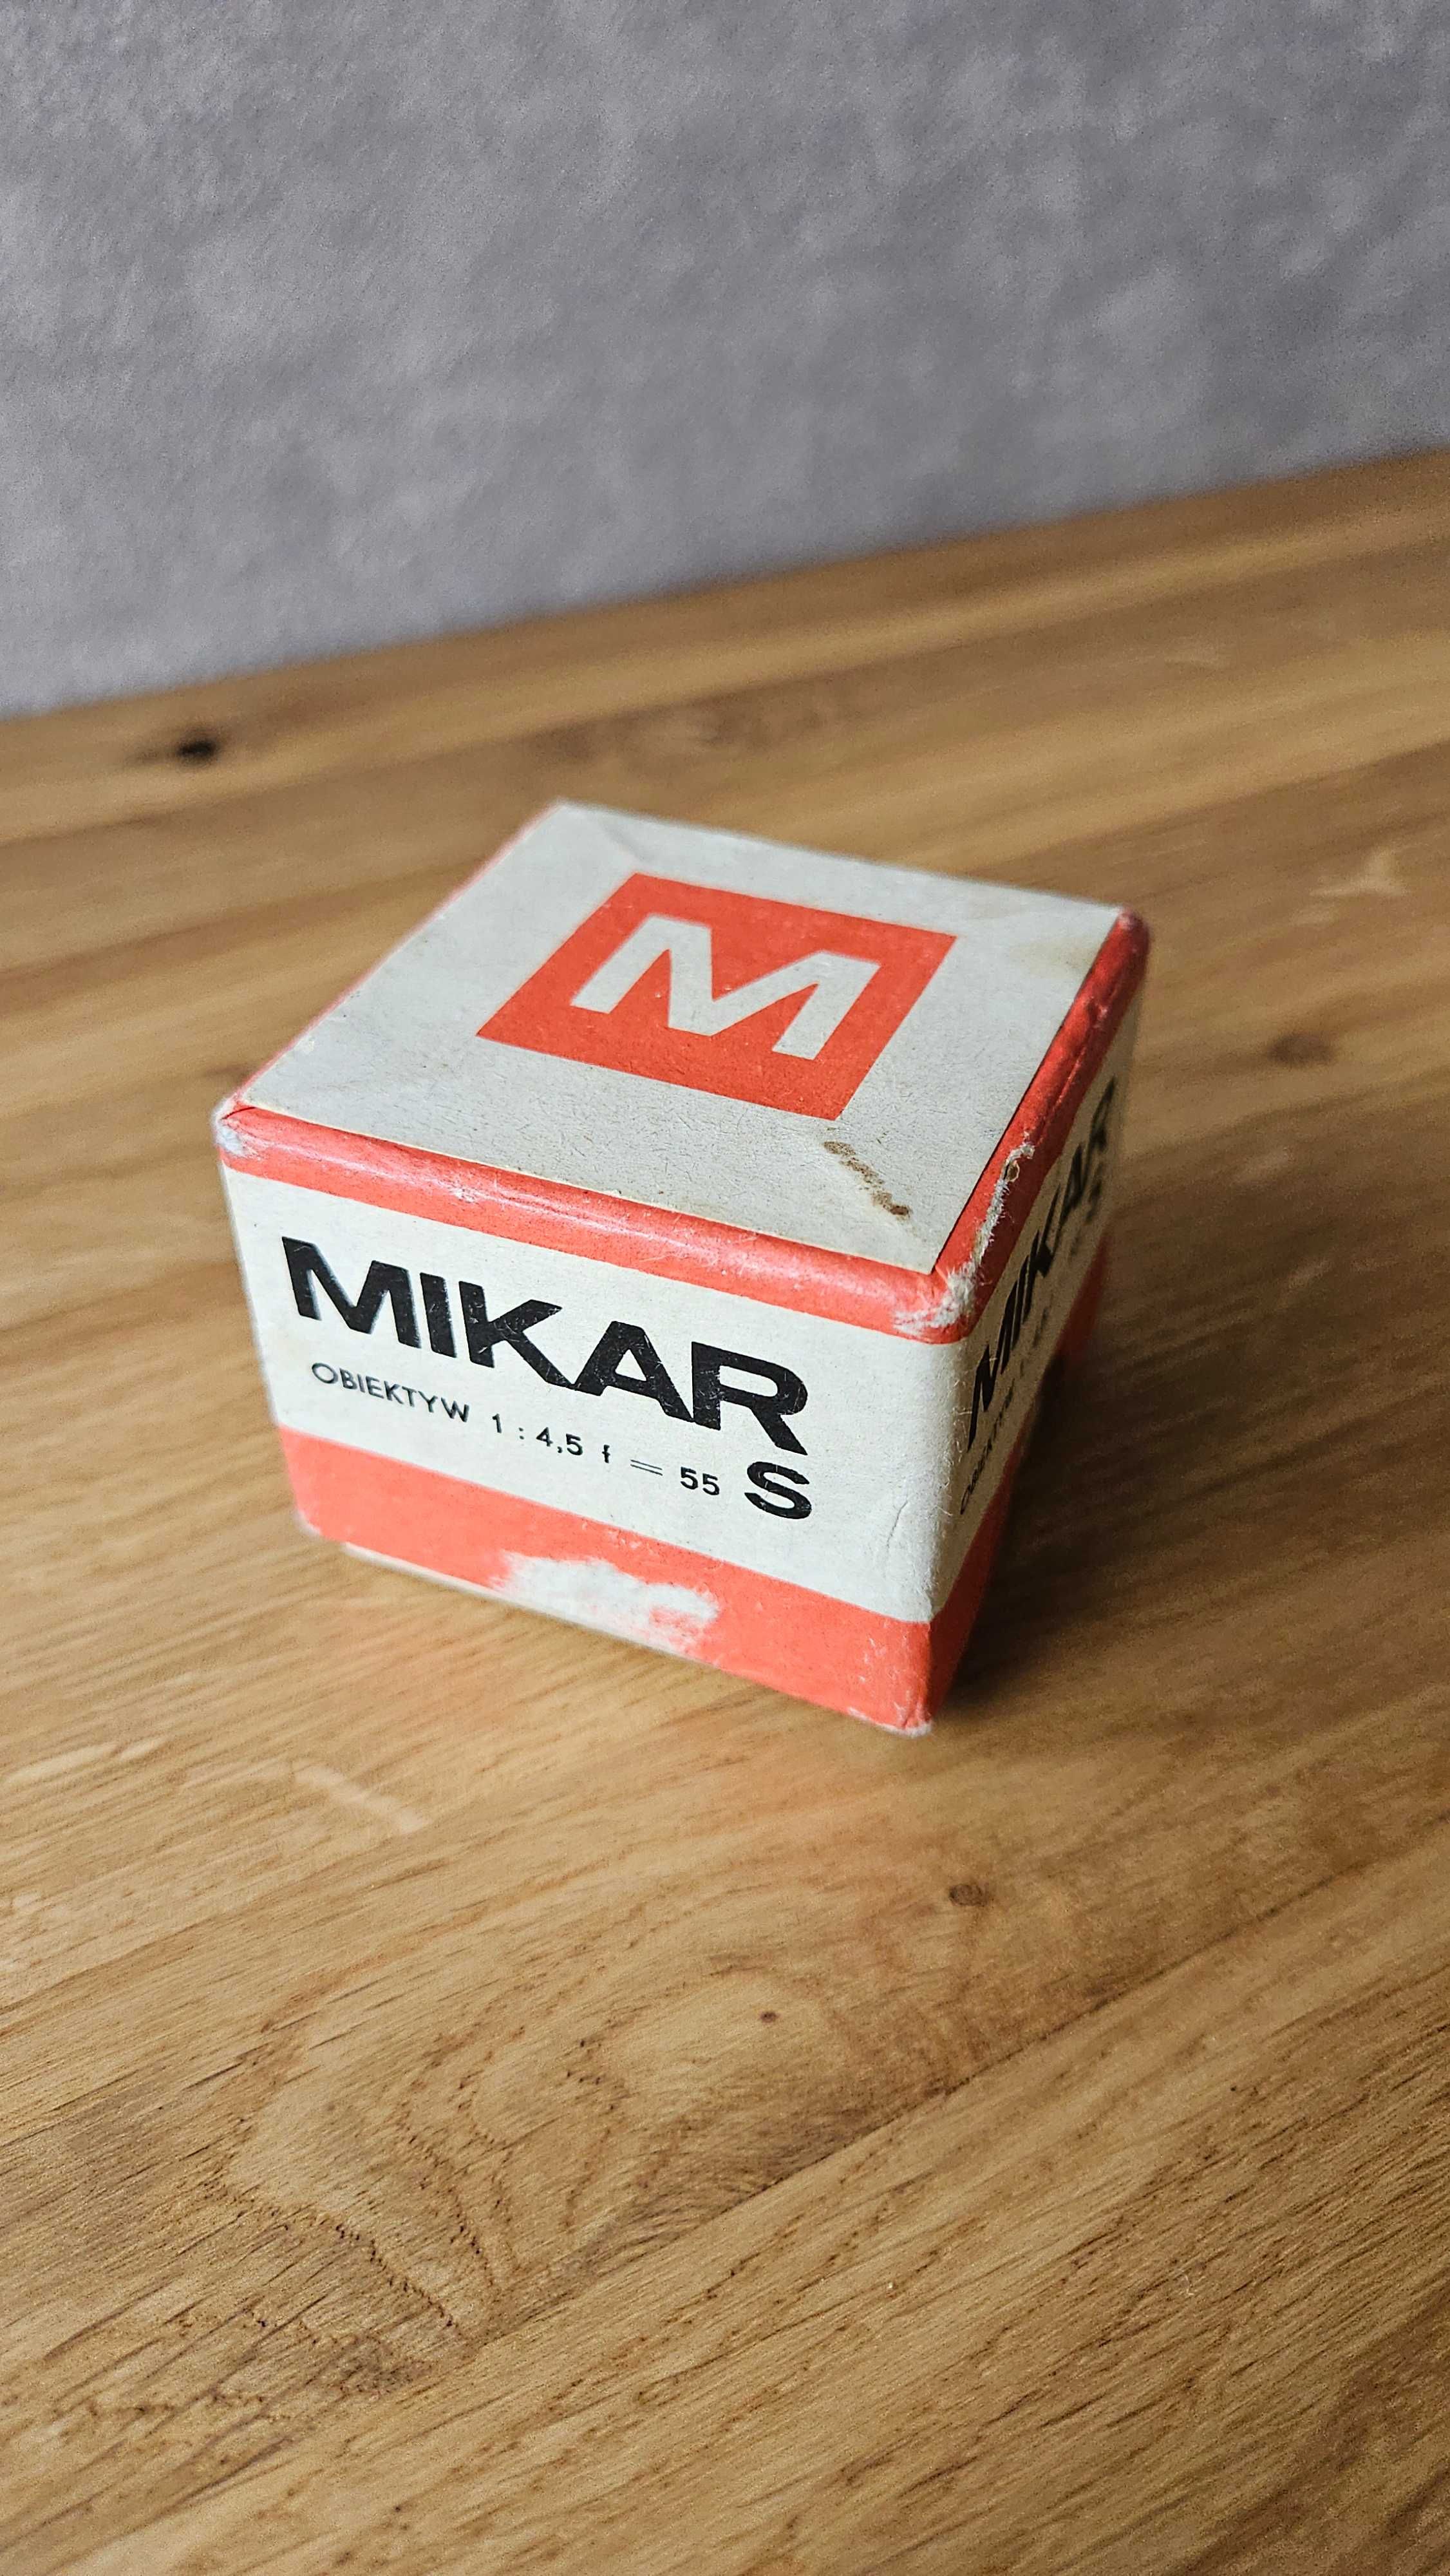 M
MIKAR
OBIEKTYW 1 : 4,5 f = 55 S
MIKAR